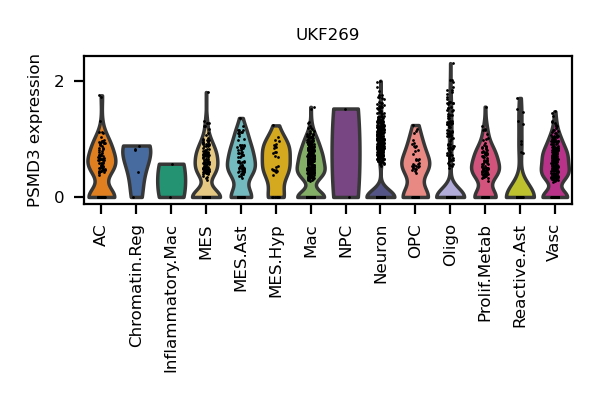 UKF269
PSMD3 expression
2
0
AC
Chromatin.Reg
Inflammatory.Mac
MES
MES.Ast
MES.Hyp
Mac
NPC
Neuron
OPC
Oligo
Prolif.Metab
Reactive.Ast
Vasc